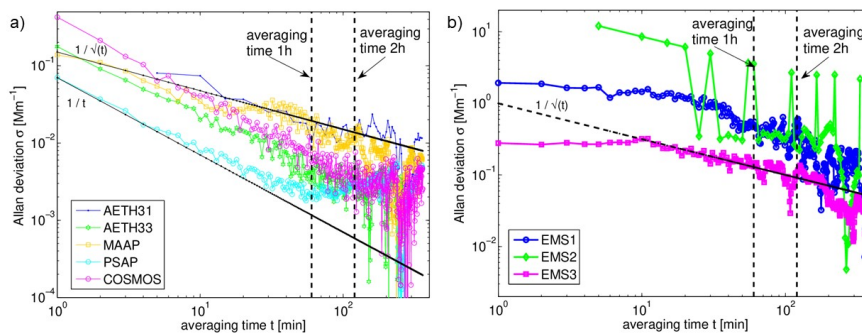 a)
Allan deviation σ [Mm⁻¹]
10⁻¹
10⁻²
10⁻³
10⁻⁴
1 / √(t)
1 / t
averaging
time 1h
averaging
time 2h
AETH31
AETH33
MAAP
PSAP
COSMOS
10⁰
10¹
10²
averaging time t [min]
b)
Allan deviation σ [Mm⁻¹]
10¹
10⁰
10⁻¹
10⁻²
averaging
time 1h
averaging
time 2h
1 / √(t)
EMS1
EMS2
EMS3
10⁰
10¹
10²
averaging time t [min]